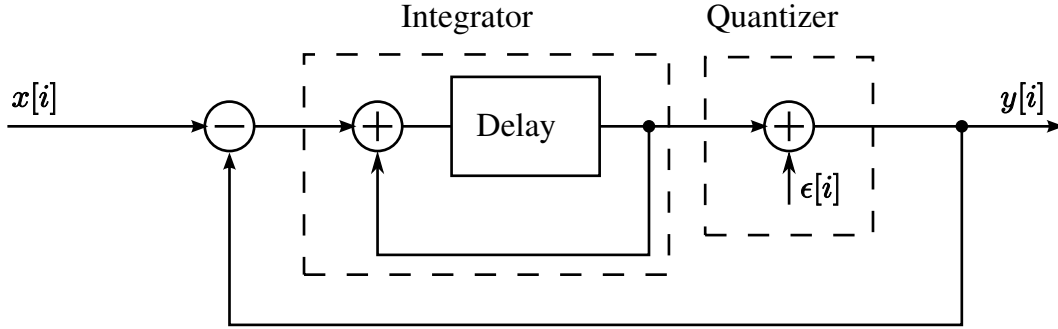 Integrator
Quantizer
x[i]
y[i]
Delay
ϵ[i]